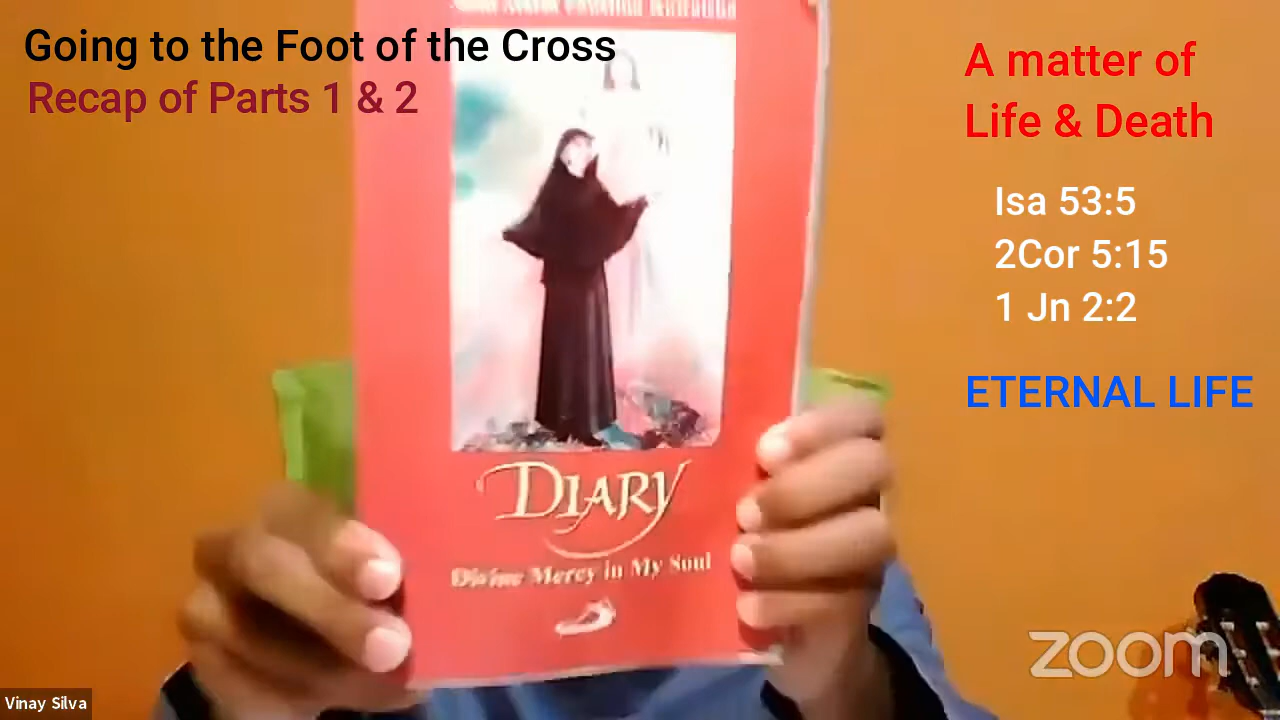 Going to the Foot of the Cross
Recap of Parts 1 & 2
A matter of
Life & Death
Isa 53:5
2Cor 5:15
1 Jn 2:2
ETERNAL LIFE
DIARY
Divine Mercy in My Soul
zoom
Vinay Silva